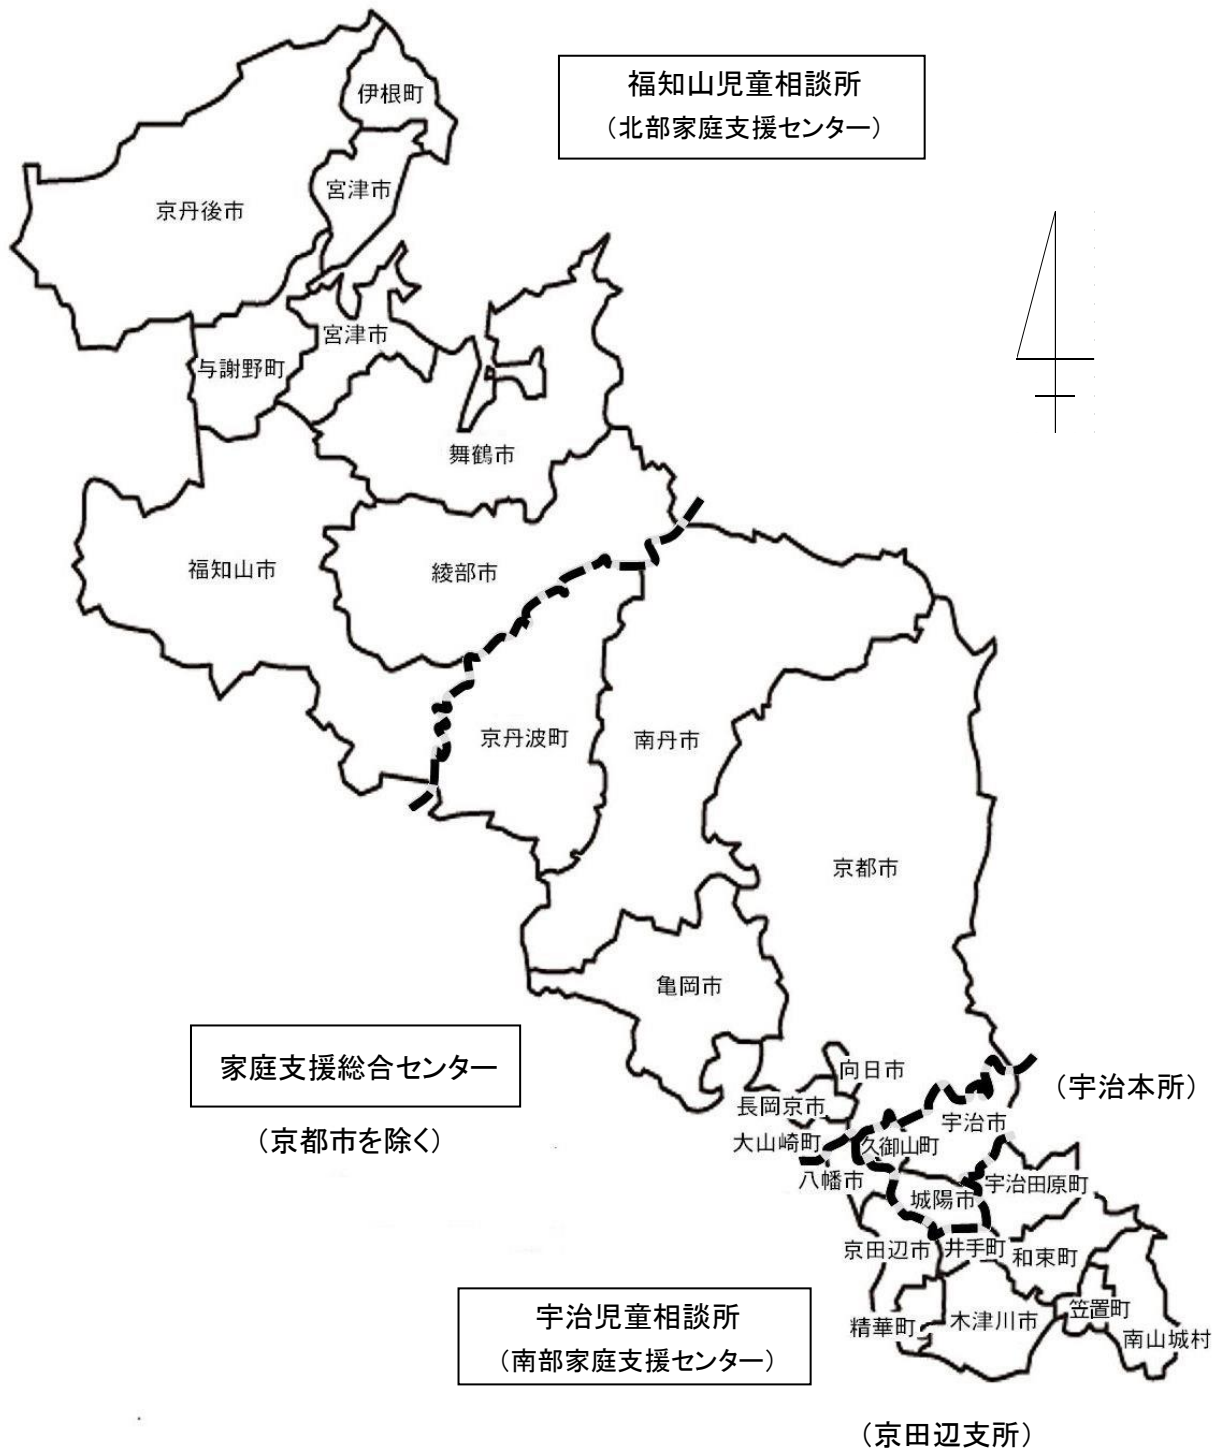 福知山児童相談所
（北部家庭支援センター）
伊根町
宮津市
京丹後市
宮津市
与謝野町
舞鶴市
福知山市
綾部市
京丹波町
南丹市
京都市
亀岡市
家庭支援総合センター
（京都市を除く）
向日市
（宇治本所）
長岡京市
宇治市
大山崎町
久御山町
八幡市
宇治田原町
城陽市
京田辺市
井手町
和束町
宇治児童相談所
（南部家庭支援センター）
精華町
木津川市
笠置町
南山城村
（京田辺支所）